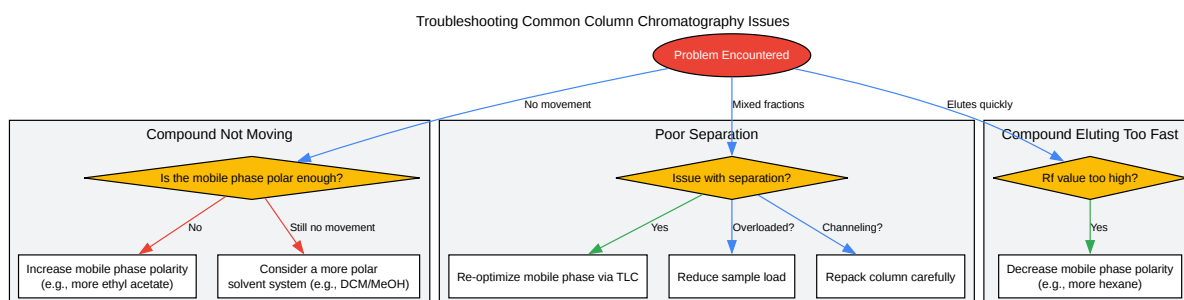 Troubleshooting Common Column Chromatography Issues
Problem Encountered
No movement
Mixed fractions
Elutes quickly
Compound Not Moving
Poor Separation
Compound Eluting Too Fast
Is the mobile phase polar enough?
Issue with separation?
Rf value too high?
No
Still no movement
Yes
Overloaded?
Channeling?
Yes
Increase mobile phase polarity
(e.g., more ethyl acetate)
Consider a more polar
solvent system (e.g., DCM/MeOH)
Re-optimize mobile phase via TLC
Reduce sample load
Repack column carefully
Decrease mobile phase polarity
(e.g., more hexane)